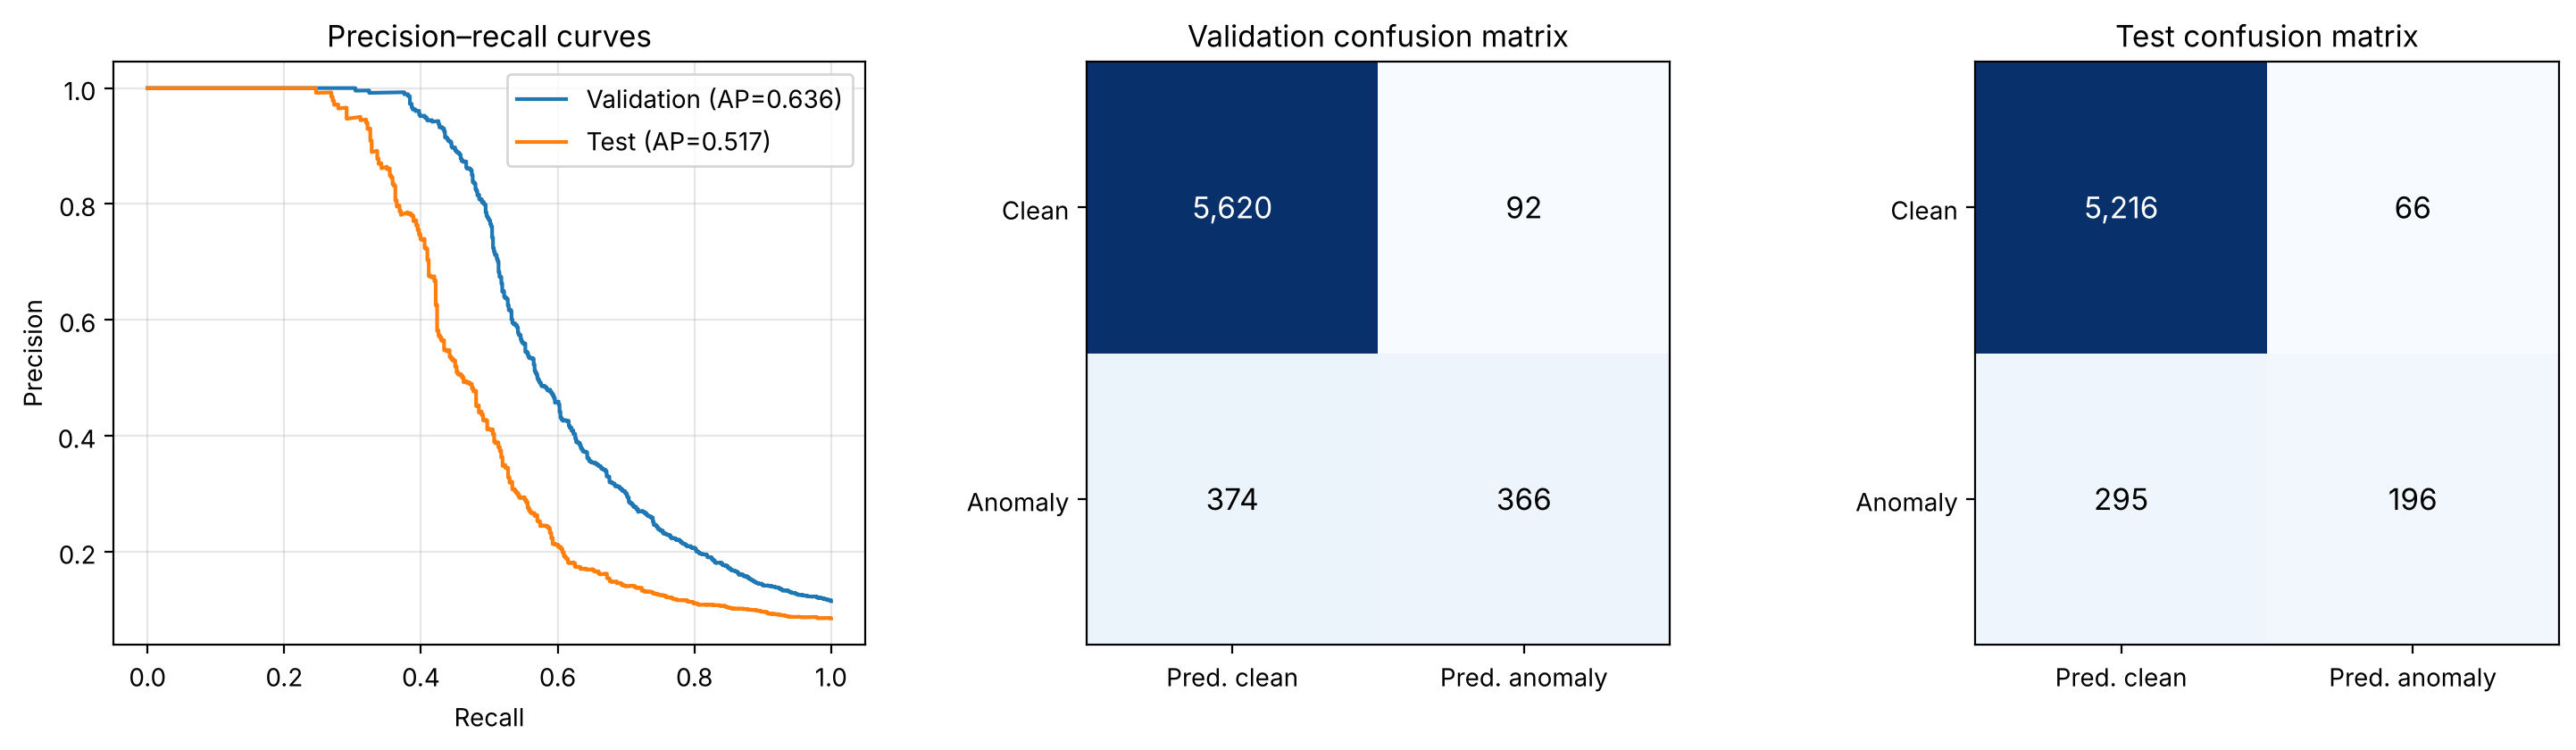 Precision–recall curves
Precision
1.0
0.8
0.6
0.4
0.2
Validation (AP=0.636)
Test (AP=0.517)
0.0 0.2 0.4 0.6 0.8 1.0
Recall
Validation confusion matrix
Clean 5,620 92
Anomaly 374 366
Pred. clean Pred. anomaly
Test confusion matrix
Clean 5,216 66
Anomaly 295 196
Pred. clean Pred. anomaly